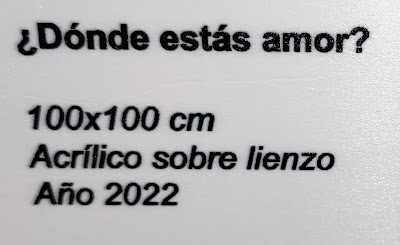 ¿Dónde estás amor?
100x100 cm
Acrílico sobre lienzo
Año 2022